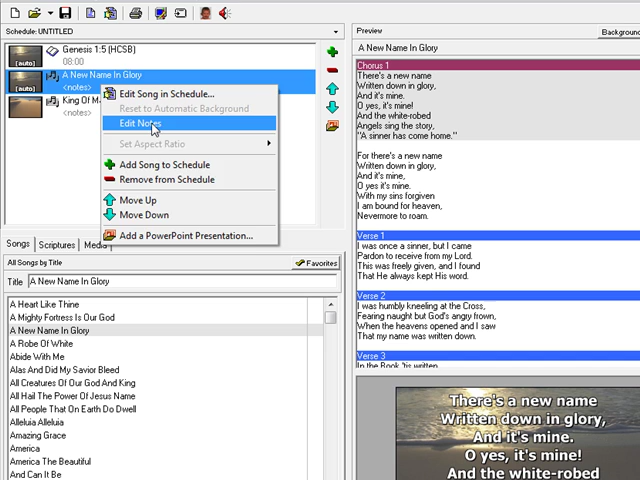 Schedule: UNTITLED
Genesis 1:5 (HCSB)
08:00
[auto]
A New Name In Glory
<notes>
[auto]
King Of M
<notes>
Edit Song in Schedule...
Reset to Automatic Background
Edit Notes
Set Aspect Ratio
Add Song to Schedule
Remove from Schedule
Move Up
Move Down
Add a PowerPoint Presentation...
Songs
Scriptures
Media
All Songs by Title
Favorites
Title
A New Name In Glory
A Heart Like Thine
A Mighty Fortress Is Our God
A New Name In Glory
A Robe Of White
Abide With Me
Alas And Did My Savior Bleed
All Creatures Of Our God And King
All Hail The Power Of Jesus Name
All People That On Earth Do Dwell
Alleluia Alleluia
Amazing Grace
America
America The Beautiful
And Can It Be
Preview
Background
A New Name In Glory
Chorus 1
There's a new name
Written down in glory,
And it's mine.
O yes, it's mine!
And the white-robed
Angels sing the story,
"A sinner has come home."
For there's a new name
Written down in glory,
And it's mine,
O yes it's mine.
With my sins forgiven
I am bound for heaven,
Nevermore to roam.
Verse 1
I was once a sinner, but I came
Pardon to receive from my Lord.
This was freely given, and I found
That He always kept His word.
Verse 2
I was humbly kneeling at the Cross,
Fearing naught but God's angry frown,
When the heavens opened and I saw
That my name was written down.
Verse 3
In the Book 'tis written
There's a new name
Written down in glory,
And it's mine.
O yes, it's mine!
And the white-robed